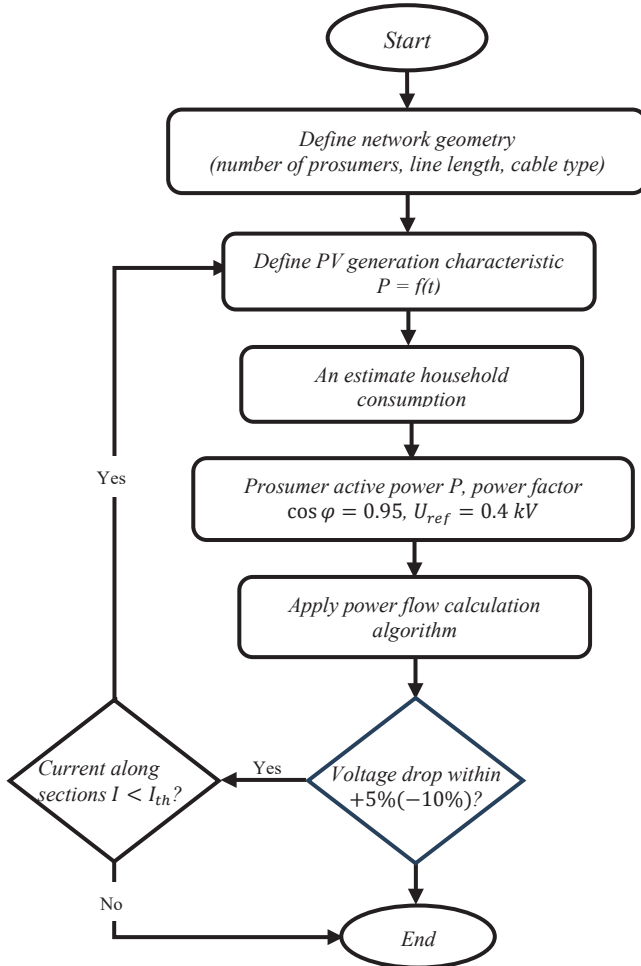 Start
Define network geometry
(number of prosumers, line length, cable type)
Define PV generation characteristic
P = f(t)
An estimate household
consumption
Prosumer active power P, power factor
cos φ = 0.95, U_ref = 0.4 kV
Apply power flow calculation
algorithm
Voltage drop within
+5%(−10%)?
Yes
Current along
sections I < I_th?
Yes
No
End